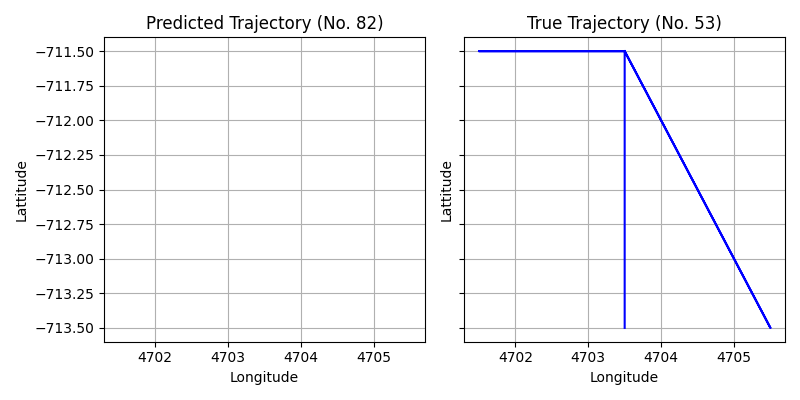 Predicted Trajectory (No. 82)
True Trajectory (No. 53)
−711.50
−711.75
−712.00
−712.25
−712.50
−712.75
−713.00
−713.25
−713.50
Lattitude
Lattitude
4702 4703 4704 4705
4702 4703 4704 4705
Longitude
Longitude